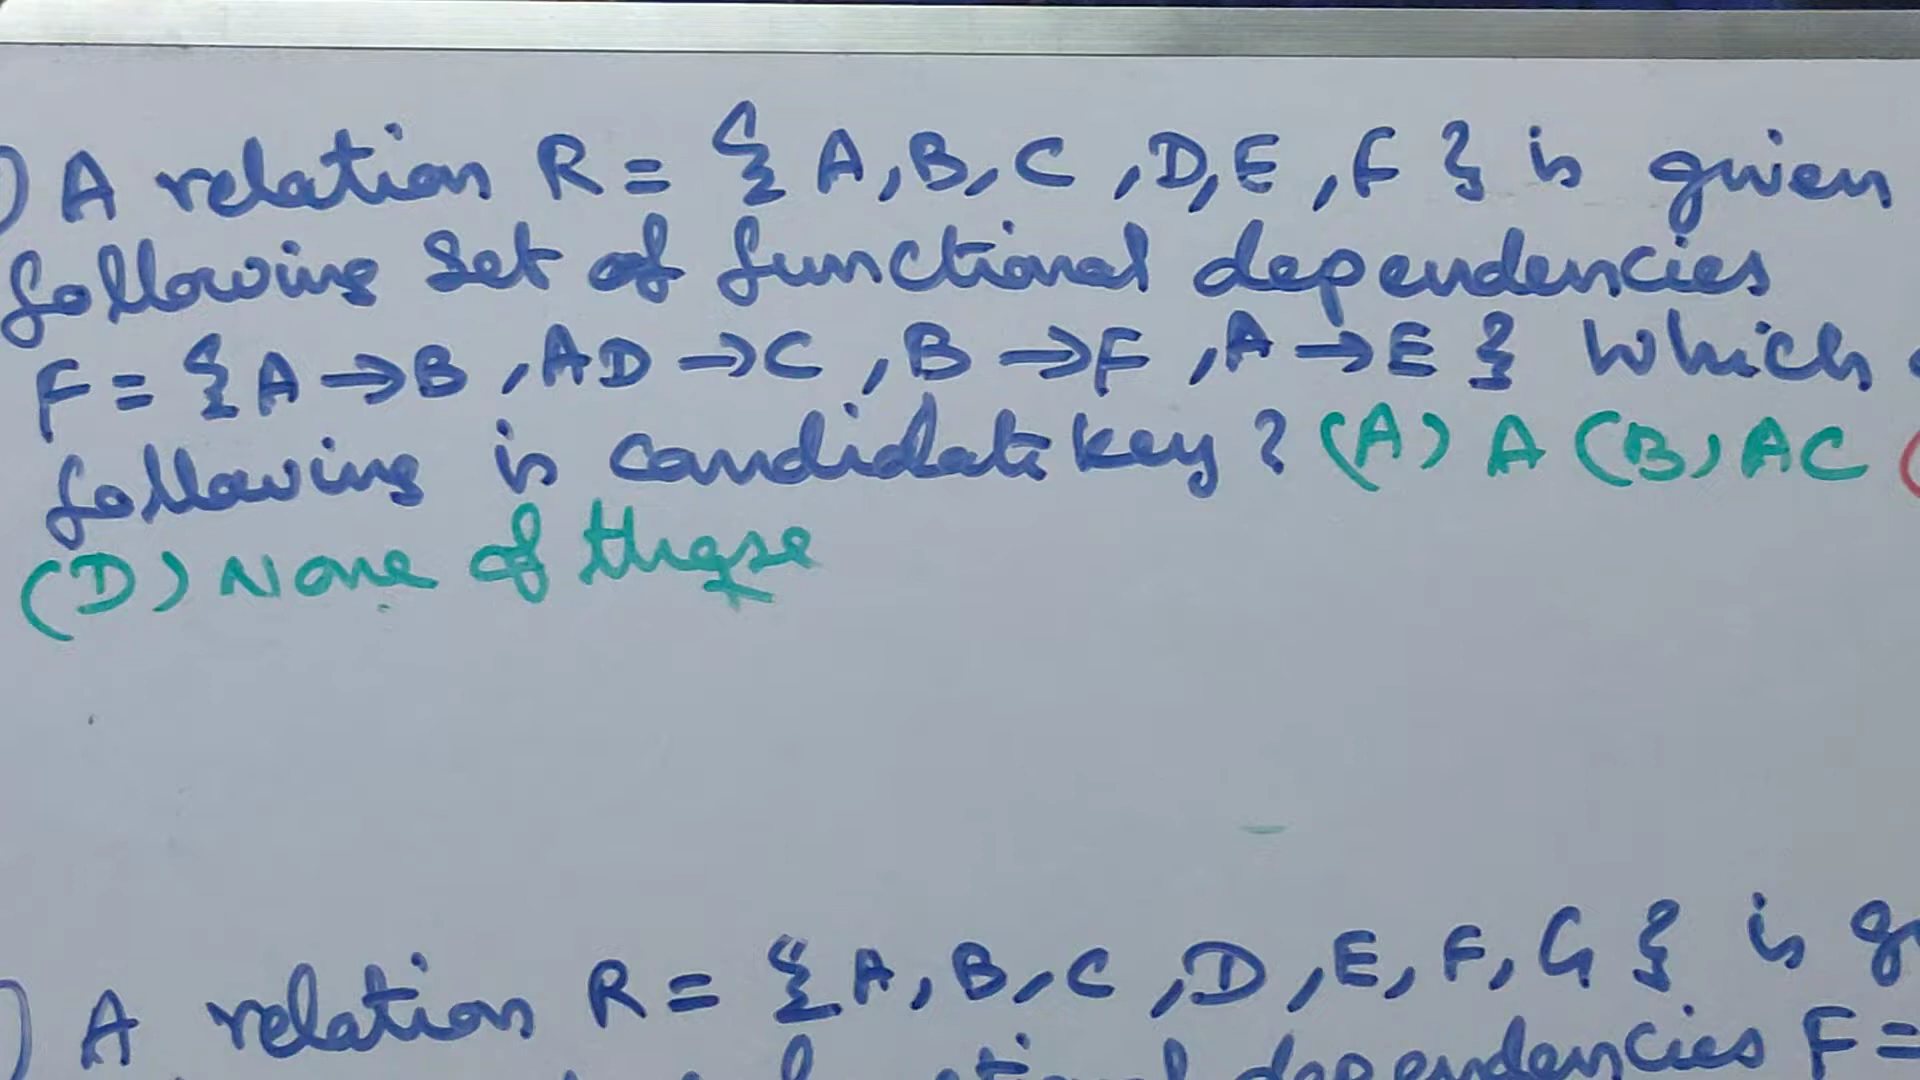 ) A relation R = { A, B, C, D, E, F } is given
following set of functional dependencies
F = { A → B, AD → C, B → F, A → E } Which
following is candidate key? (A) A (B) AC (
(D) None of these
) A relation R = { A, B, C, D, E, F, G } is
dependencies F =